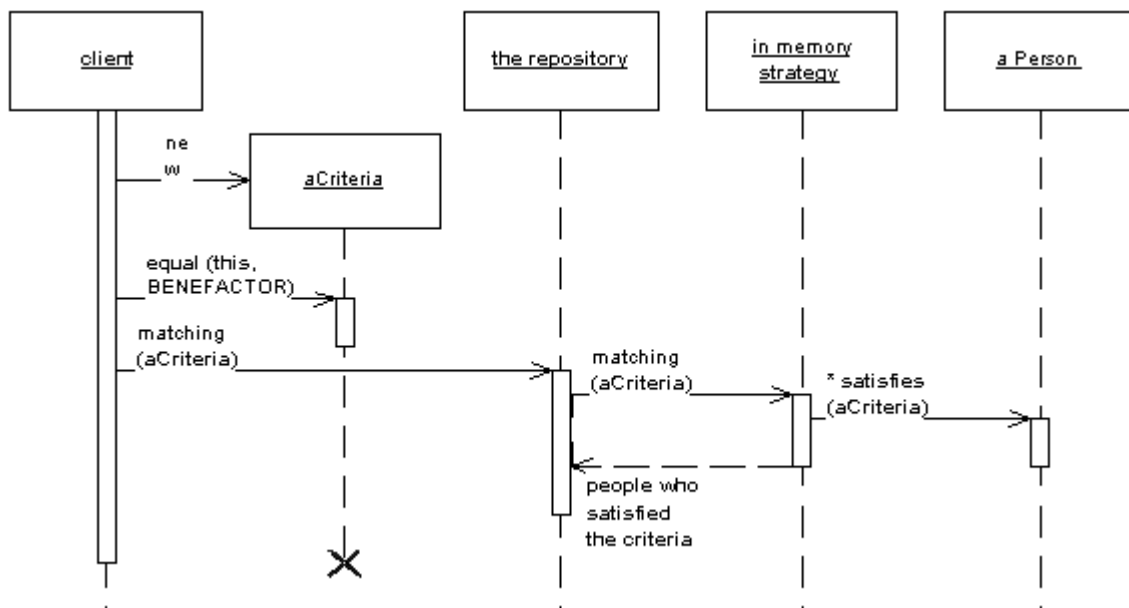 client
the repository
in memory
strategy
a Person
ne
w
aCriteria
equal (this,
BENEFACTOR)
matching
(aCriteria)
matching
(aCriteria)
* satisfies
(aCriteria)
people who
satisfied
the criteria